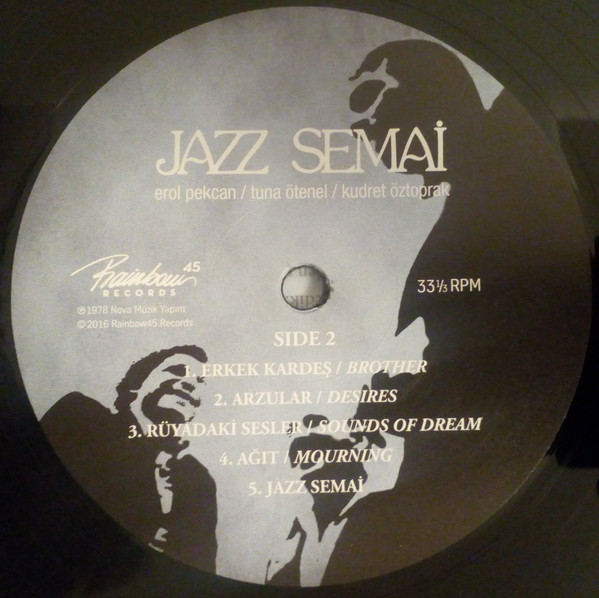 JAZZ SEMAİ
erol pekcan / tuna ötenel / kudret öztoprak
Rainbow 45
RECORDS
℗ 1978 Nova Müzik Yapım
© 2016 Rainbow45 Records
33⅓ RPM
SIDE 2
1. ERKEK KARDEŞ / BROTHER
2. ARZULAR / DESIRES
3. RÜYADAKİ SESLER / SOUNDS OF DREAM
4. AĞIT / MOURNING
5. JAZZ SEMAİ